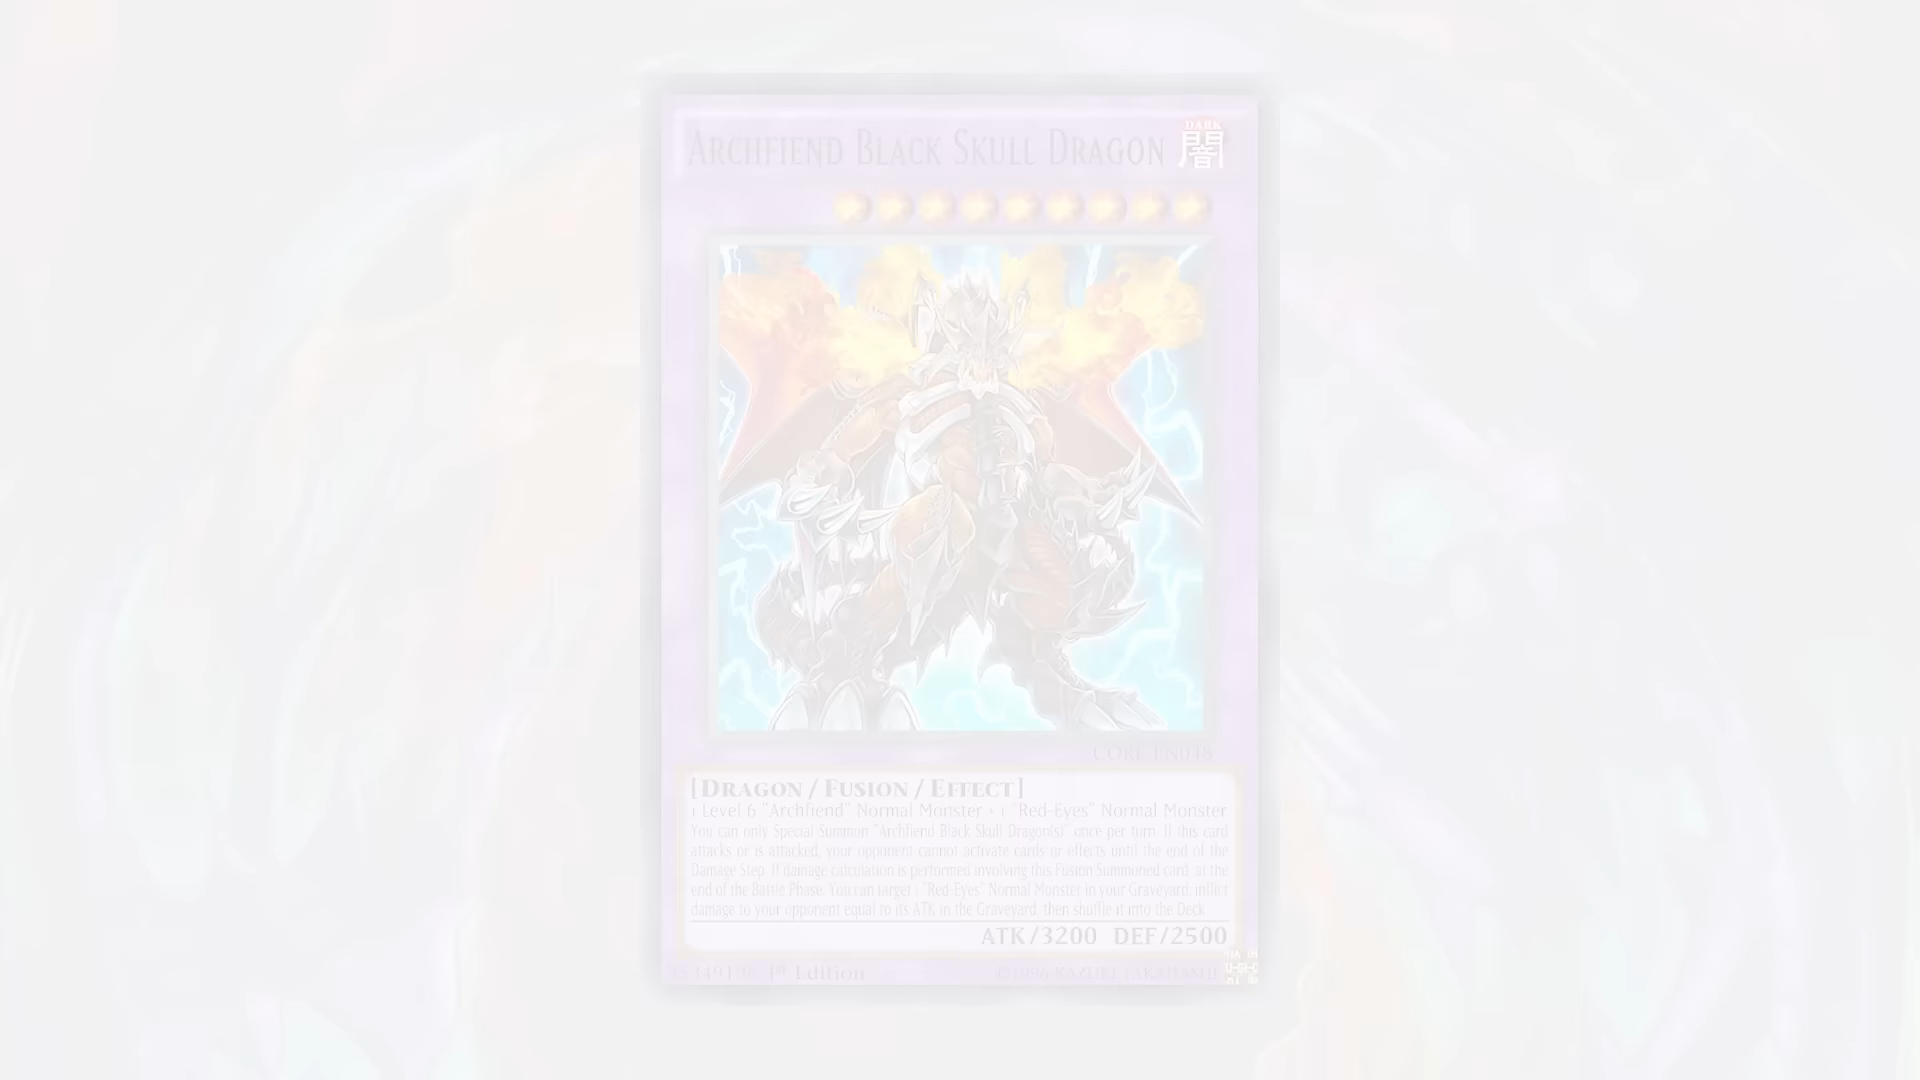 ARCHFIEND BLACK SKULL DRAGON
DARK
闇
CORE-EN048
[DRAGON / FUSION / EFFECT]
1 Level 6 "Archfiend" Normal Monster + 1 "Red-Eyes" Normal Monster
You can only Special Summon "Archfiend Black Skull Dragon(s)" once per turn. If this card
attacks or is attacked, your opponent cannot activate cards or effects until the end of the
Damage Step. If damage calculation is performed involving this Fusion Summoned card: at the
end of the Battle Phase: You can target 1 "Red-Eyes" Normal Monster in your Graveyard; inflict
damage to your opponent equal to its ATK in the Graveyard, then shuffle it into the Deck.
ATK/3200 DEF/2500
1st Edition
©1996 KAZUKI TAKAHASHI